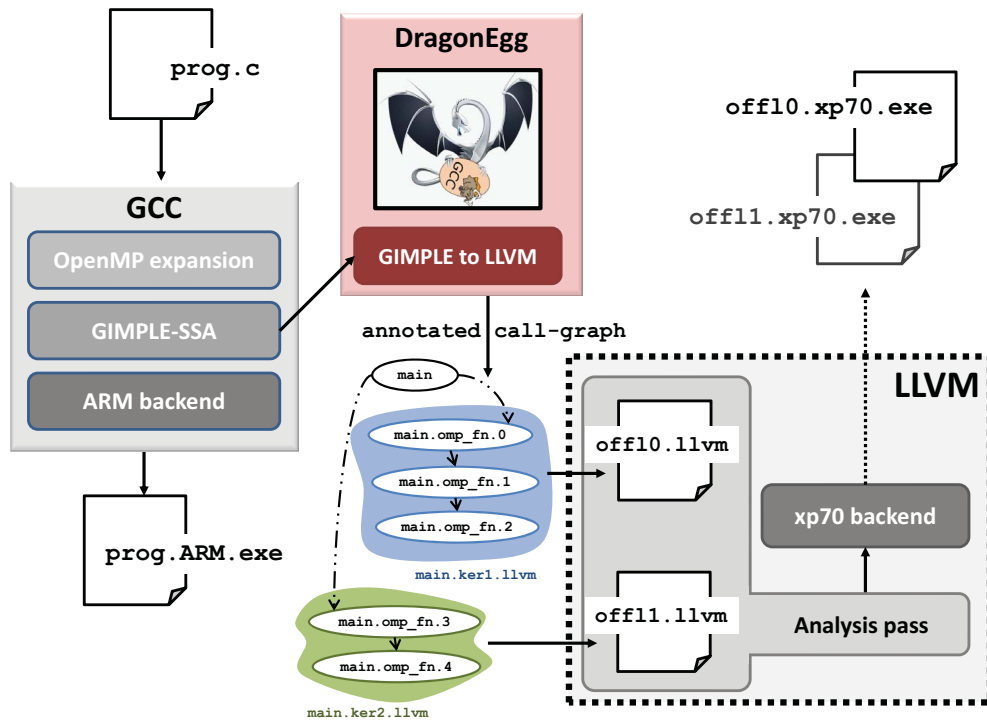 prog.c
GCC
OpenMP expansion
GIMPLE-SSA
ARM backend
prog.ARM.exe
DragonEgg
GCC
GIMPLE to LLVM
annotated call-graph
main
main.omp_fn.0
main.omp_fn.1
main.omp_fn.2
main.ker1.llvm
main.omp_fn.3
main.omp_fn.4
main.ker2.llvm
LLVM
offl0.llvm
offl1.llvm
Analysis pass
xp70 backend
offl0.xp70.exe
offl1.xp70.exe